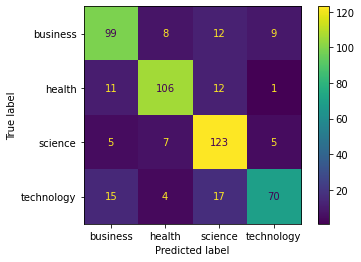 business 99 8 12 9
health 11 106 12 1
science 5 7 123 5
technology 15 4 17 70
business health science technology
Predicted label
True label
120
100
80
60
40
20